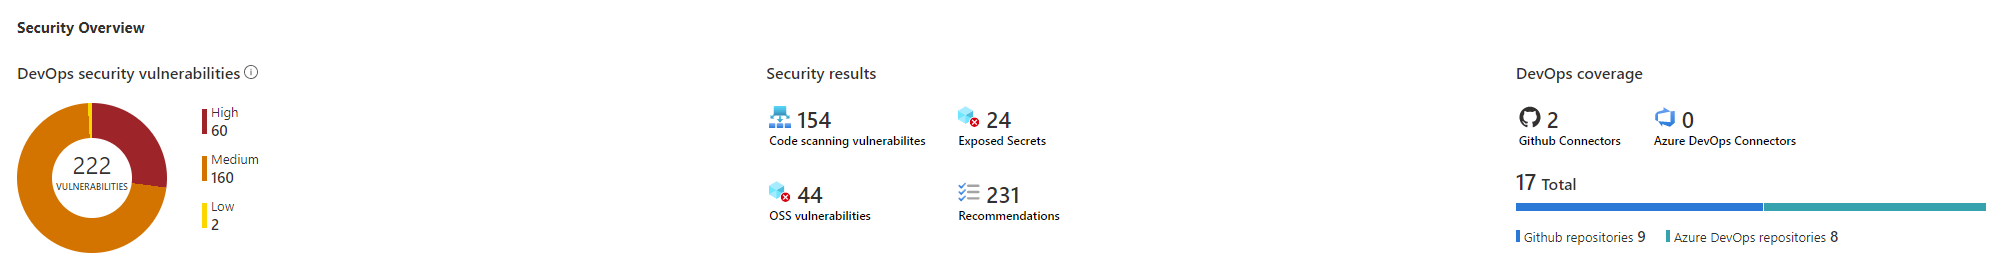 Security Overview
DevOps security vulnerabilities
222
VULNERABILITIES
High
60
Medium
160
Low
2
Security results
154
Code scanning vulnerabilites
24
Exposed Secrets
44
OSS vulnerabilities
231
Recommendations
DevOps coverage
2
Github Connectors
0
Azure DevOps Connectors
17 Total
Github repositories 9
Azure DevOps repositories 8